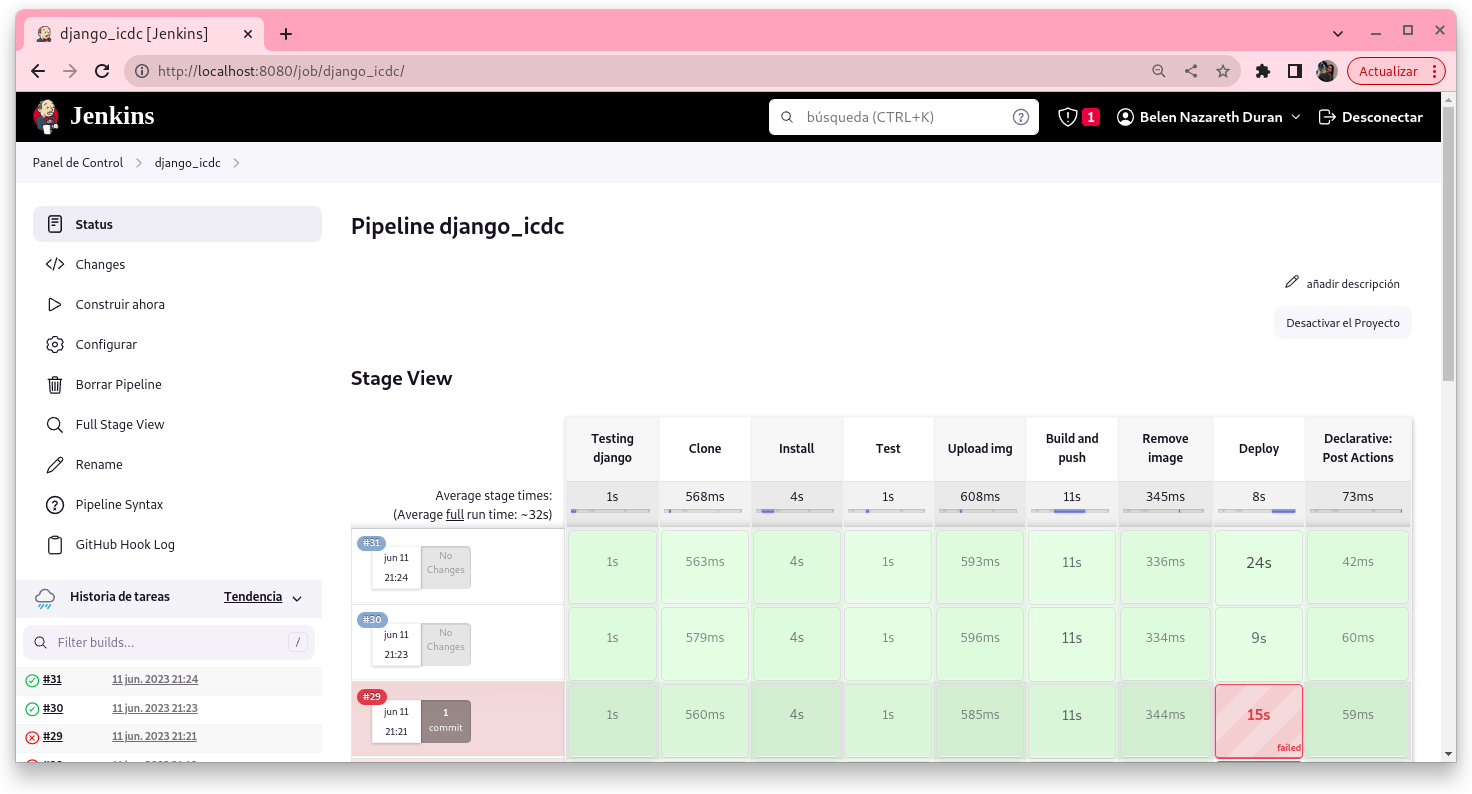 django_icdc [Jenkins]
http://localhost:8080/job/django_icdc/
Actualizar
Jenkins
búsqueda (CTRL+K)
1
Belen Nazareth Duran
Desconectar
Panel de Control
django_icdc
Status
Changes
Construir ahora
Configurar
Borrar Pipeline
Full Stage View
Rename
Pipeline Syntax
GitHub Hook Log
Historia de tareas
Tendencia
Filter builds...
/
#31 11 jun. 2023 21:24
#30 11 jun. 2023 21:23
#29 11 jun. 2023 21:21
Pipeline django_icdc
añadir descripción
Desactivar el Proyecto
Stage View
Testing django Clone Install Test Upload img Build and push Remove image Deploy Declarative: Post Actions
Average stage times:
(Average full run time: ~32s)
1s 568ms 4s 1s 608ms 11s 345ms 8s 73ms
#31
jun 11
21:24
No
Changes
1s 563ms 4s 1s 593ms 11s 336ms 24s 42ms
#30
jun 11
21:23
No
Changes
1s 579ms 4s 1s 596ms 11s 334ms 9s 60ms
#29
jun 11
21:21
1
commit
1s 560ms 4s 1s 585ms 11s 344ms 15s 59ms
failed